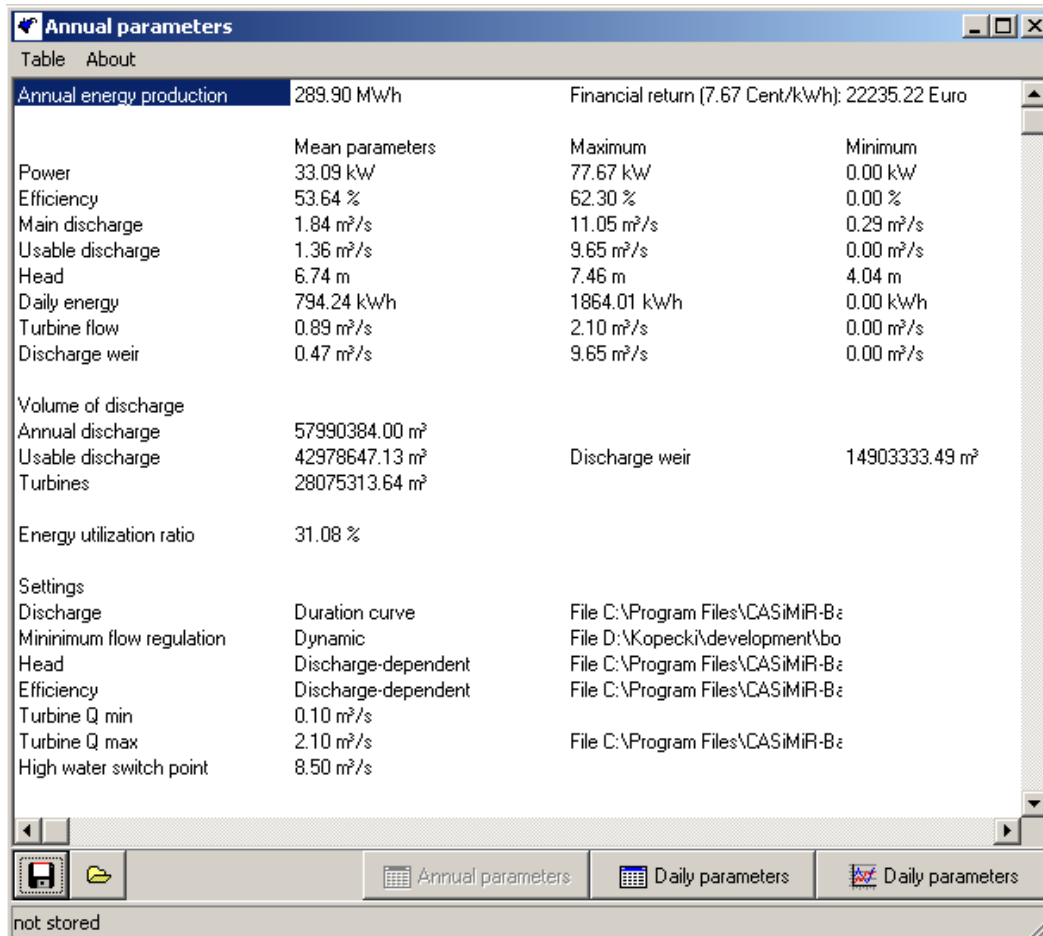 Annual parameters
Table About
Annual energy production 289.90 MWh Financial return (7.67 Cent/kWh): 22235.22 Euro
Mean parameters Maximum Minimum
Power 33.09 kW 77.67 kW 0.00 kW
Efficiency 53.64 % 62.30 % 0.00 %
Main discharge 1.84 m³/s 11.05 m³/s 0.29 m³/s
Usable discharge 1.36 m³/s 9.65 m³/s 0.00 m³/s
Head 6.74 m 7.46 m 4.04 m
Daily energy 794.24 kWh 1864.01 kWh 0.00 kWh
Turbine flow 0.89 m³/s 2.10 m³/s 0.00 m³/s
Discharge weir 0.47 m³/s 9.65 m³/s 0.00 m³/s
Volume of discharge
Annual discharge 57990384.00 m³
Usable discharge 42978647.13 m³ Discharge weir 14903333.49 m³
Turbines 28075313.64 m³
Energy utilization ratio 31.08 %
Settings
Discharge Duration curve File C:\Program Files\CASiMiR-Ba
Mininimum flow regulation Dynamic File D:\Kopecki\development\bo
Head Discharge-dependent File C:\Program Files\CASiMiR-Ba
Efficiency Discharge-dependent File C:\Program Files\CASiMiR-Ba
Turbine Q min 0.10 m³/s
Turbine Q max 2.10 m³/s File C:\Program Files\CASiMiR-Ba
High water switch point 8.50 m³/s
Annual parameters Daily parameters Daily parameters
not stored